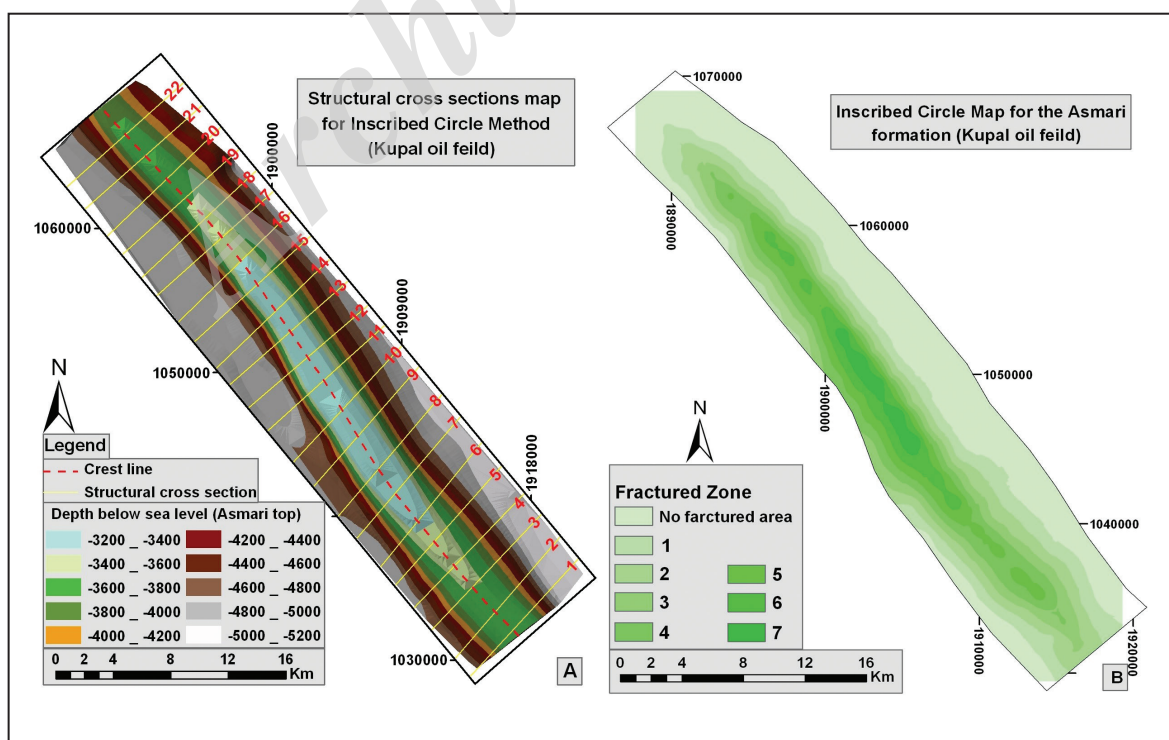 Archi
Structural cross sections map
for Inscribed Circle Method
(Kupal oil feild)
22
21
20
19
18
17
16
15
14
13
12
11
10
9
8
7
6
5
4
3
2
1
1900000
1909000
1918000
1060000
1050000
1030000
N
Legend
Crest line
Structural cross section
Depth below sea level (Asmari top)
-3200 _ -3400
-3400 _ -3600
-3600 _ -3800
-3800 _ -4000
-4000 _ -4200
-4200 _ -4400
-4400 _ -4600
-4600 _ -4800
-4800 _ -5000
-5000 _ -5200
0 2 4 8 12 16
Km
A
Inscribed Circle Map for the Asmari
formation (Kupal oil feild)
1070000
1060000
1050000
1040000
1890000
1900000
1910000
1920000
N
Fractured Zone
No farctured area
1
2
3
4
5
6
7
0 2 4 8 12 16
Km
B